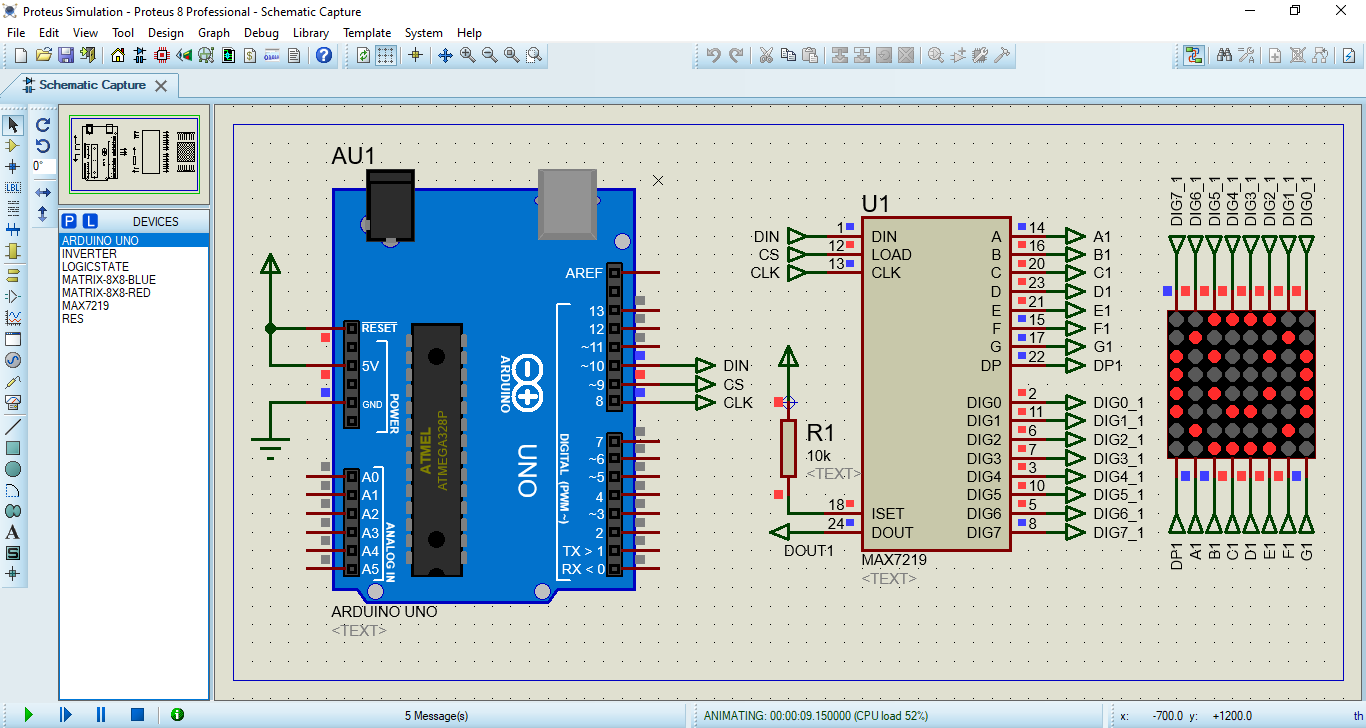 Proteus Simulation - Proteus 8 Professional - Schematic Capture
File Edit View Tool Design Graph Debug Library Template System Help
Schematic Capture
0°
LBL
P L DEVICES
ARDUINO UNO
INVERTER
LOGICSTATE
MATRIX-8X8-BLUE
MATRIX-8X8-RED
MAX7219
RES
AU1
AREF
13
12
~11
~10
~9
8
7
~6
~5
4
~3
2
TX > 1
RX < 0
RESET
5V
GND
POWER
A0
A1
A2
A3
A4
A5
ANALOG IN
ATMEL
ATMEGA328P
ARDUINO
UNO
DIGITAL (PWM ~)
ARDUINO UNO
<TEXT>
DIN
CS
CLK
R1
10k
<TEXT>
DOUT1
U1
DIN 1 DIN
CS 12 LOAD
CLK 13 CLK
18 ISET
24 DOUT
A 14 A1
B 16 B1
C 20 C1
D 23 D1
E 21 E1
F 15 F1
G 17 G1
DP 22 DP1
DIG0 2 DIG0_1
DIG1 11 DIG1_1
DIG2 6 DIG2_1
DIG3 7 DIG3_1
DIG4 3 DIG4_1
DIG5 10 DIG5_1
DIG6 5 DIG6_1
DIG7 8 DIG7_1
MAX7219
<TEXT>
DIG7_1
DIG6_1
DIG5_1
DIG4_1
DIG3_1
DIG2_1
DIG1_1
DIG0_1
DP1
A1
B1
C1
D1
E1
F1
G1
5 Message(s)
ANIMATING: 00:00:09.150000 (CPU load 52%)
x: -700.0 y: +1200.0 th